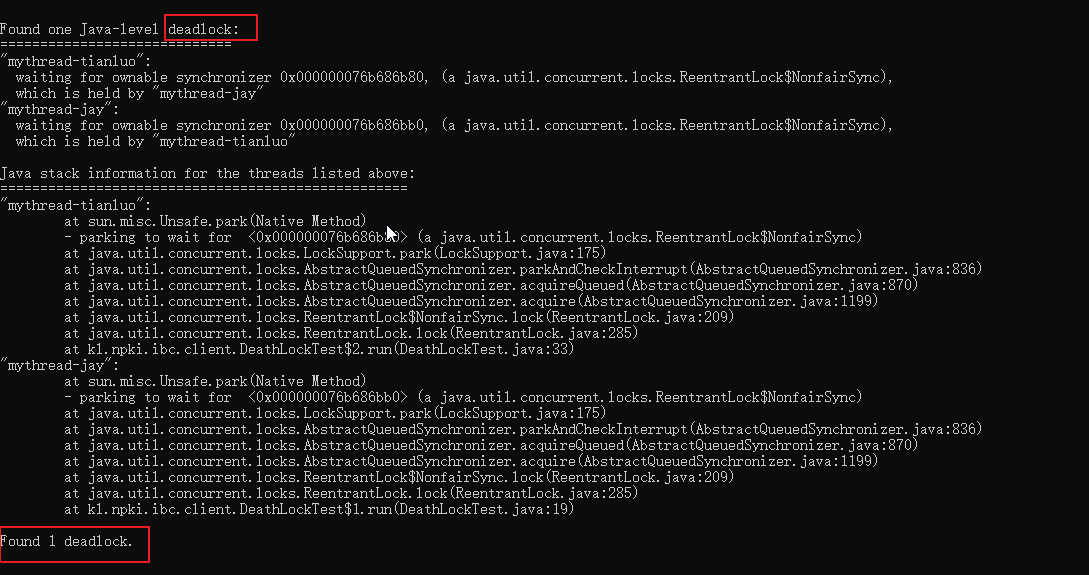 Found one Java-level deadlock:
=============================
"mythread-tianluo":
  waiting for ownable synchronizer 0x000000076b686b80, (a java.util.concurrent.locks.ReentrantLock$NonfairSync),
  which is held by "mythread-jay"
"mythread-jay":
  waiting for ownable synchronizer 0x000000076b686bb0, (a java.util.concurrent.locks.ReentrantLock$NonfairSync),
  which is held by "mythread-tianluo"

Java stack information for the threads listed above:
===================================================
"mythread-tianluo":
        at sun.misc.Unsafe.park(Native Method)
        - parking to wait for  <0x000000076b686b80> (a java.util.concurrent.locks.ReentrantLock$NonfairSync)
        at java.util.concurrent.locks.LockSupport.park(LockSupport.java:175)
        at java.util.concurrent.locks.AbstractQueuedSynchronizer.parkAndCheckInterrupt(AbstractQueuedSynchronizer.java:836)
        at java.util.concurrent.locks.AbstractQueuedSynchronizer.acquireQueued(AbstractQueuedSynchronizer.java:870)
        at java.util.concurrent.locks.AbstractQueuedSynchronizer.acquire(AbstractQueuedSynchronizer.java:1199)
        at java.util.concurrent.locks.ReentrantLock$NonfairSync.lock(ReentrantLock.java:209)
        at java.util.concurrent.locks.ReentrantLock.lock(ReentrantLock.java:285)
        at kl.npki.ibc.client.DeathLockTest$2.run(DeathLockTest.java:33)
"mythread-jay":
        at sun.misc.Unsafe.park(Native Method)
        - parking to wait for  <0x000000076b686bb0> (a java.util.concurrent.locks.ReentrantLock$NonfairSync)
        at java.util.concurrent.locks.LockSupport.park(LockSupport.java:175)
        at java.util.concurrent.locks.AbstractQueuedSynchronizer.parkAndCheckInterrupt(AbstractQueuedSynchronizer.java:836)
        at java.util.concurrent.locks.AbstractQueuedSynchronizer.acquireQueued(AbstractQueuedSynchronizer.java:870)
        at java.util.concurrent.locks.AbstractQueuedSynchronizer.acquire(AbstractQueuedSynchronizer.java:1199)
        at java.util.concurrent.locks.ReentrantLock$NonfairSync.lock(ReentrantLock.java:209)
        at java.util.concurrent.locks.ReentrantLock.lock(ReentrantLock.java:285)
        at kl.npki.ibc.client.DeathLockTest$1.run(DeathLockTest.java:19)

Found 1 deadlock.